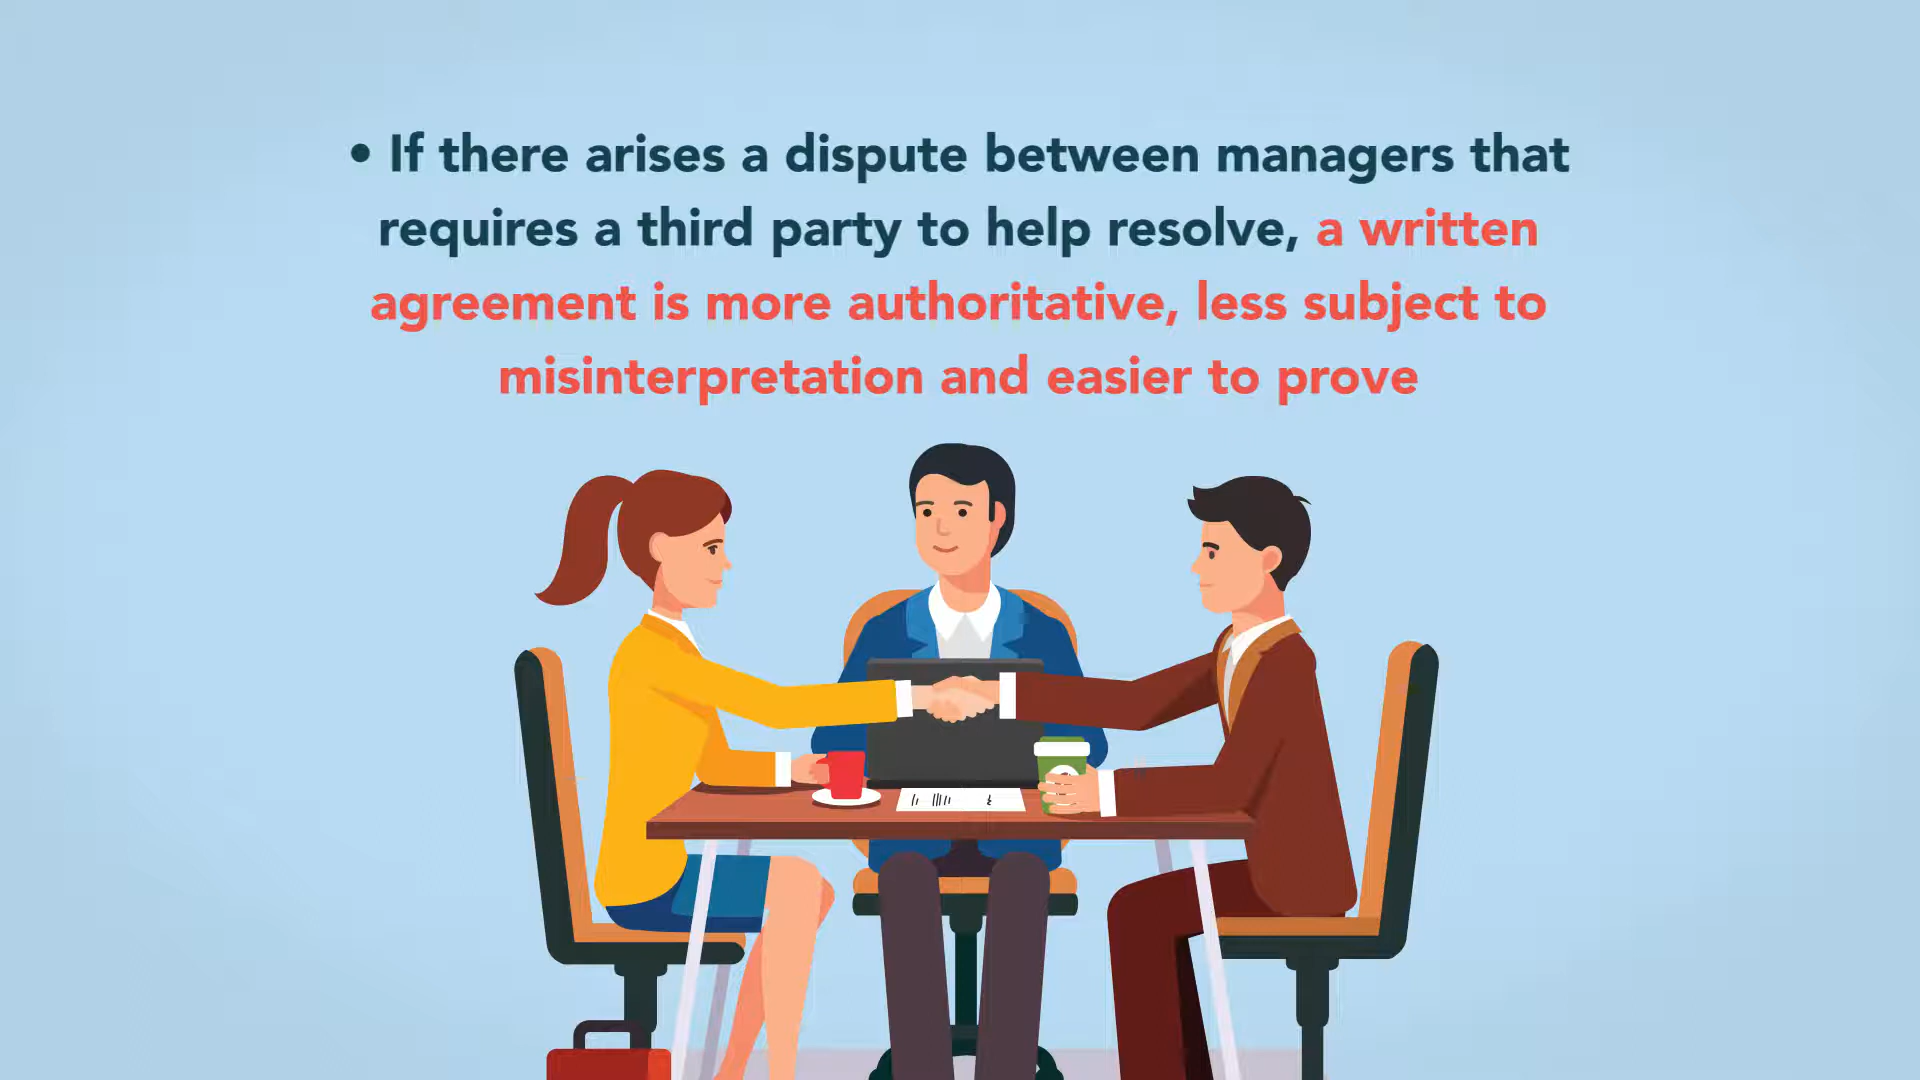 • If there arises a dispute between managers that
requires a third party to help resolve, a written
agreement is more authoritative, less subject to
misinterpretation and easier to prove